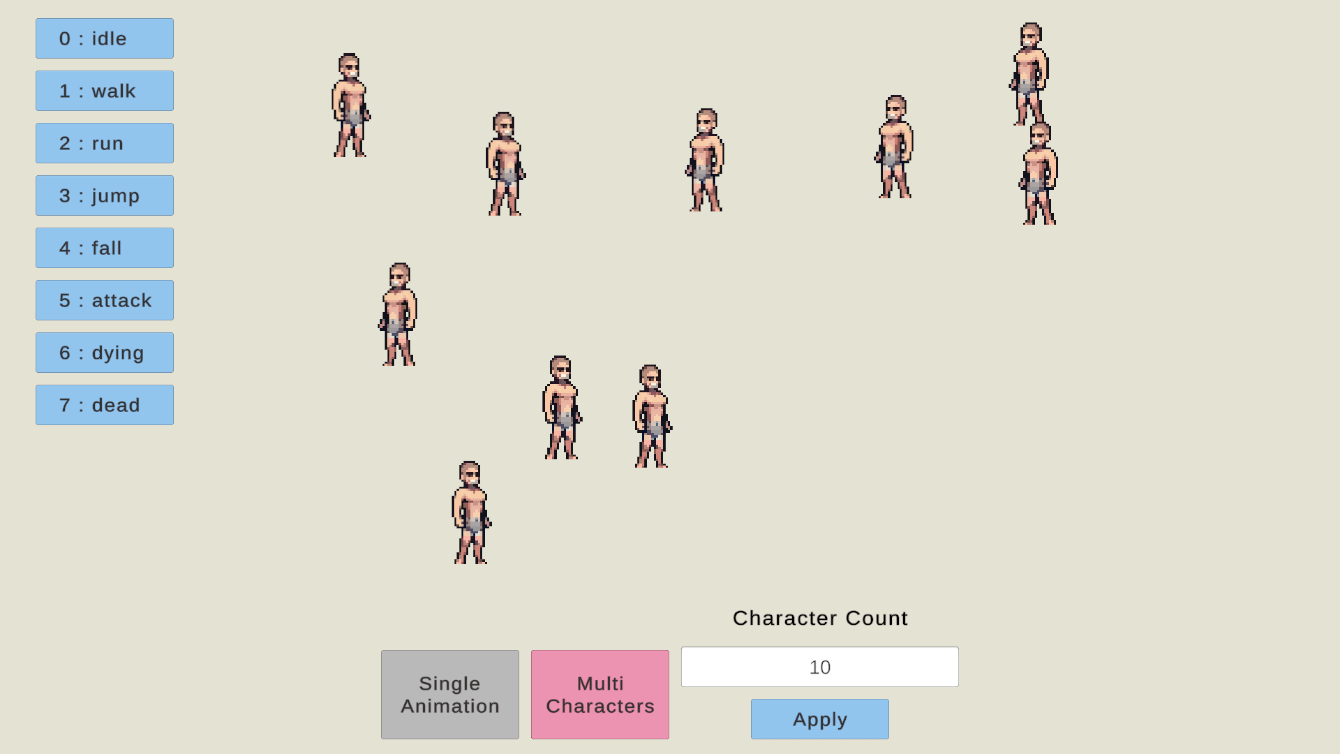 0 : idle
1 : walk
2 : run
3 : jump
4 : fall
5 : attack
6 : dying
7 : dead
Character Count
10
Single
Animation
Multi
Characters
Apply